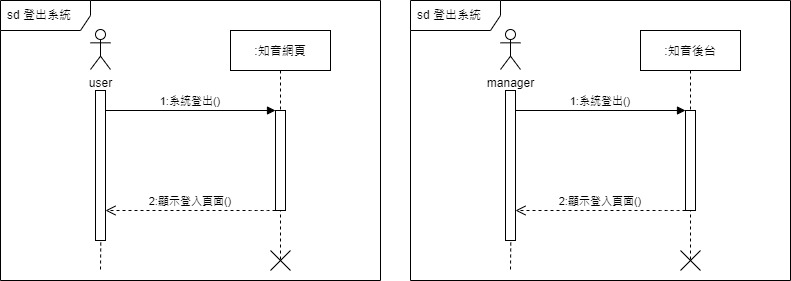 sd 登出系統
:知音網頁
user
1:系統登出()
2:顯示登入頁面()
sd 登出系統
:知音後台
manager
1:系統登出()
2:顯示登入頁面()